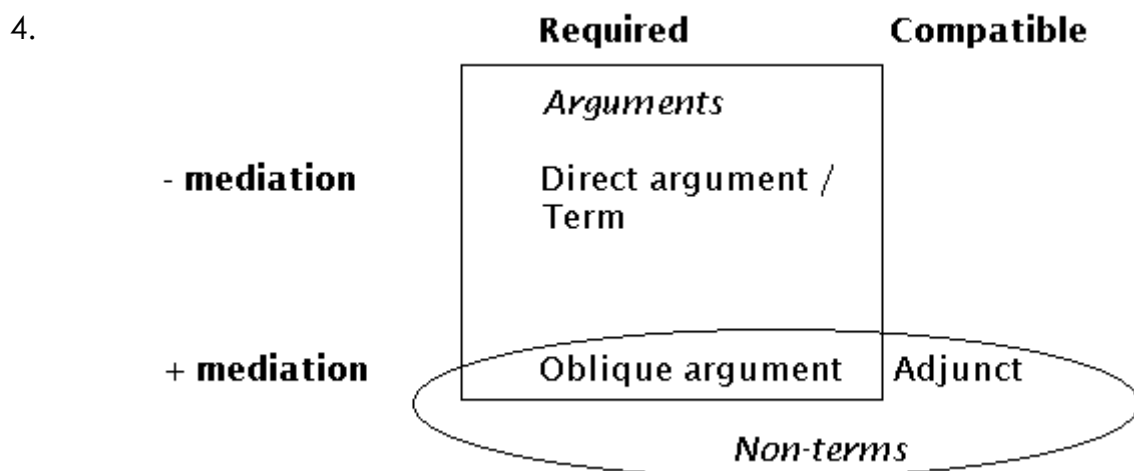 4.
Required Compatible
Arguments
- mediation Direct argument /
Term
+ mediation Oblique argument Adjunct
Non-terms